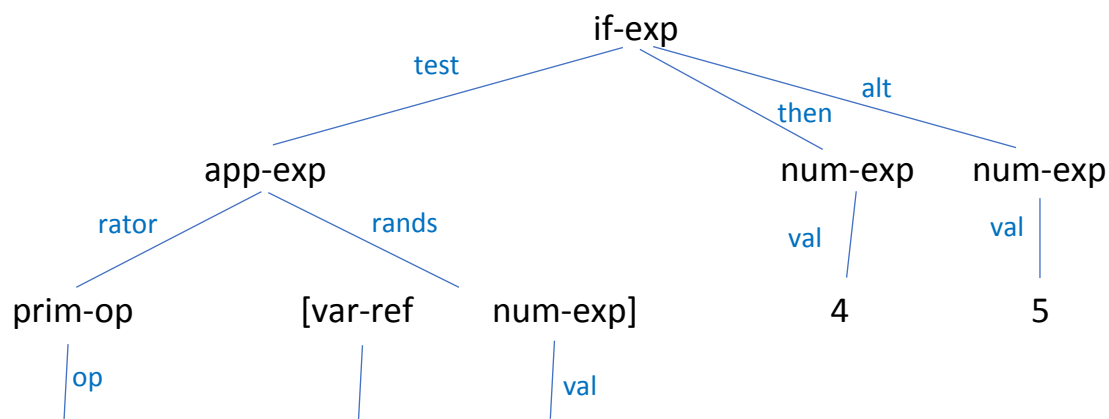 if-exp
test
then
alt
app-exp
num-exp
num-exp
rator
rands
val
val
prim-op
[var-ref
num-exp]
4
5
op
val